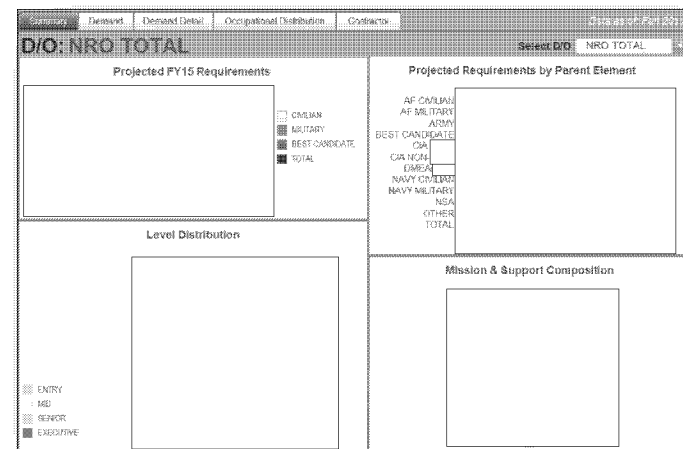 Summary Demand Demand Detail Occupational Distribution Contractor
D/O: NRO TOTAL
Select D/O NRO TOTAL
Projected FY15 Requirements
CIVILIAN
MILITARY
BEST CANDIDATE
TOTAL
Projected Requirements by Parent Element
AF CIVILIAN
AF MILITARY
ARMY
BEST CANDIDATE
CIA
CIA NON-
DMEA
NAVY CIVILIAN
NAVY MILITARY
NSA
OTHER
TOTAL
Level Distribution
ENTRY
MID
SENIOR
EXECUTIVE
Mission & Support Composition